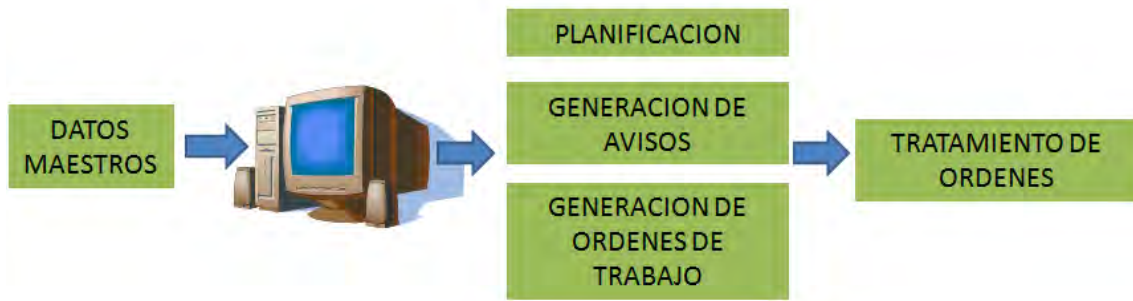 DATOS
MAESTROS
PLANIFICACION
GENERACION DE
AVISOS
GENERACION DE
ORDENES DE
TRABAJO
TRATAMIENTO DE
ORDENES